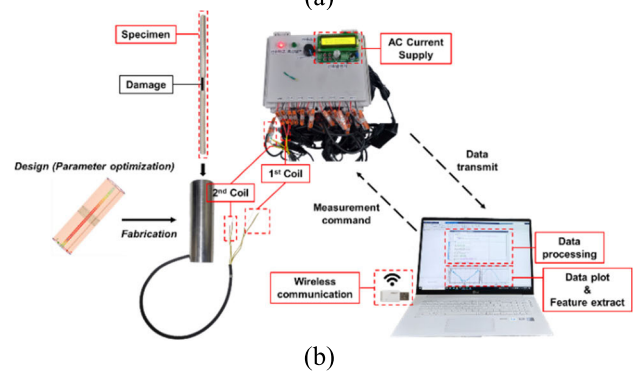 (a)
Specimen
AC Current
Supply
Damage
Design (Parameter optimization)
1st Coil
2nd Coil
Data
transmit
Measurement
command
Fabrication
Data
processing
Wireless
communication
Data plot
&
Feature extract
(b)